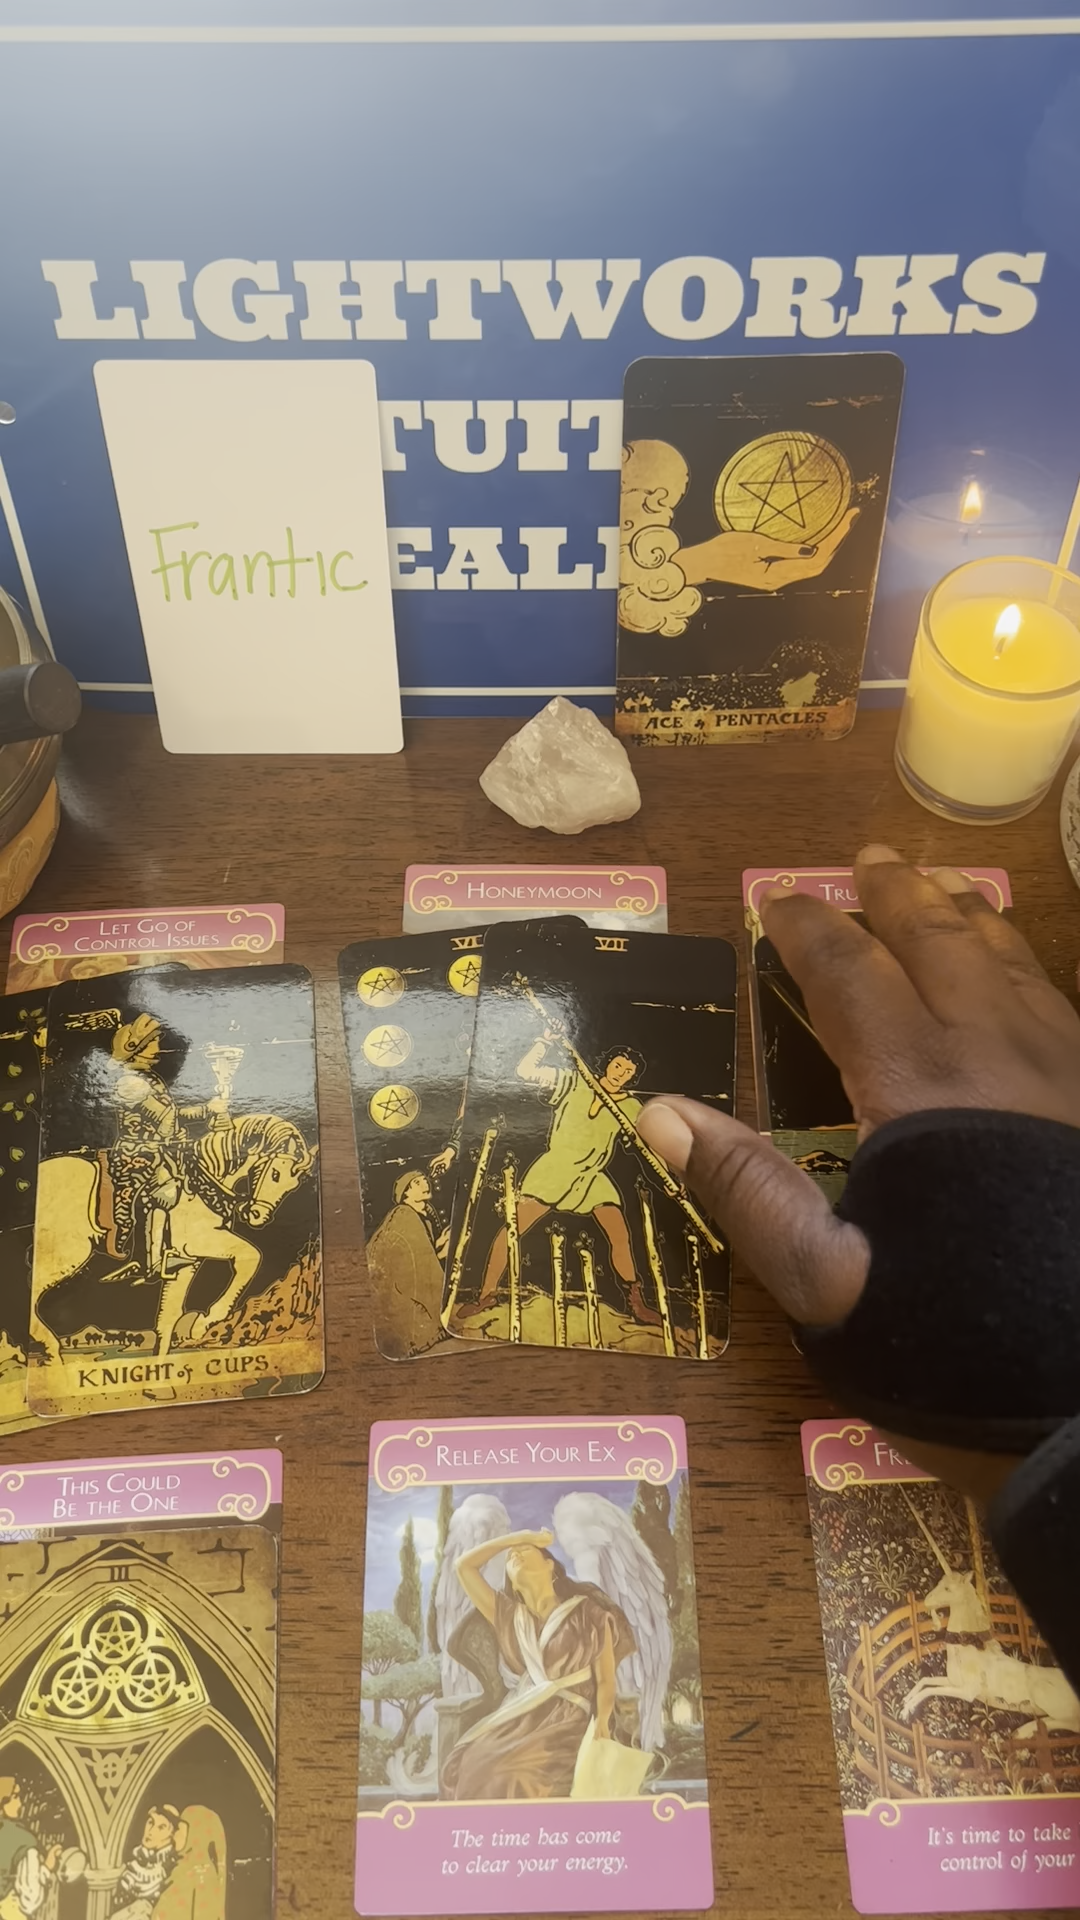 LIGHTWORKS
Frantic
ACE of PENTACLES
LET GO OF
CONTROL ISSUES
HONEYMOON
VII
KNIGHT of CUPS
THIS COULD
BE THE ONE
III
RELEASE YOUR EX
The time has come
to clear your energy.
It's time to take
control of your